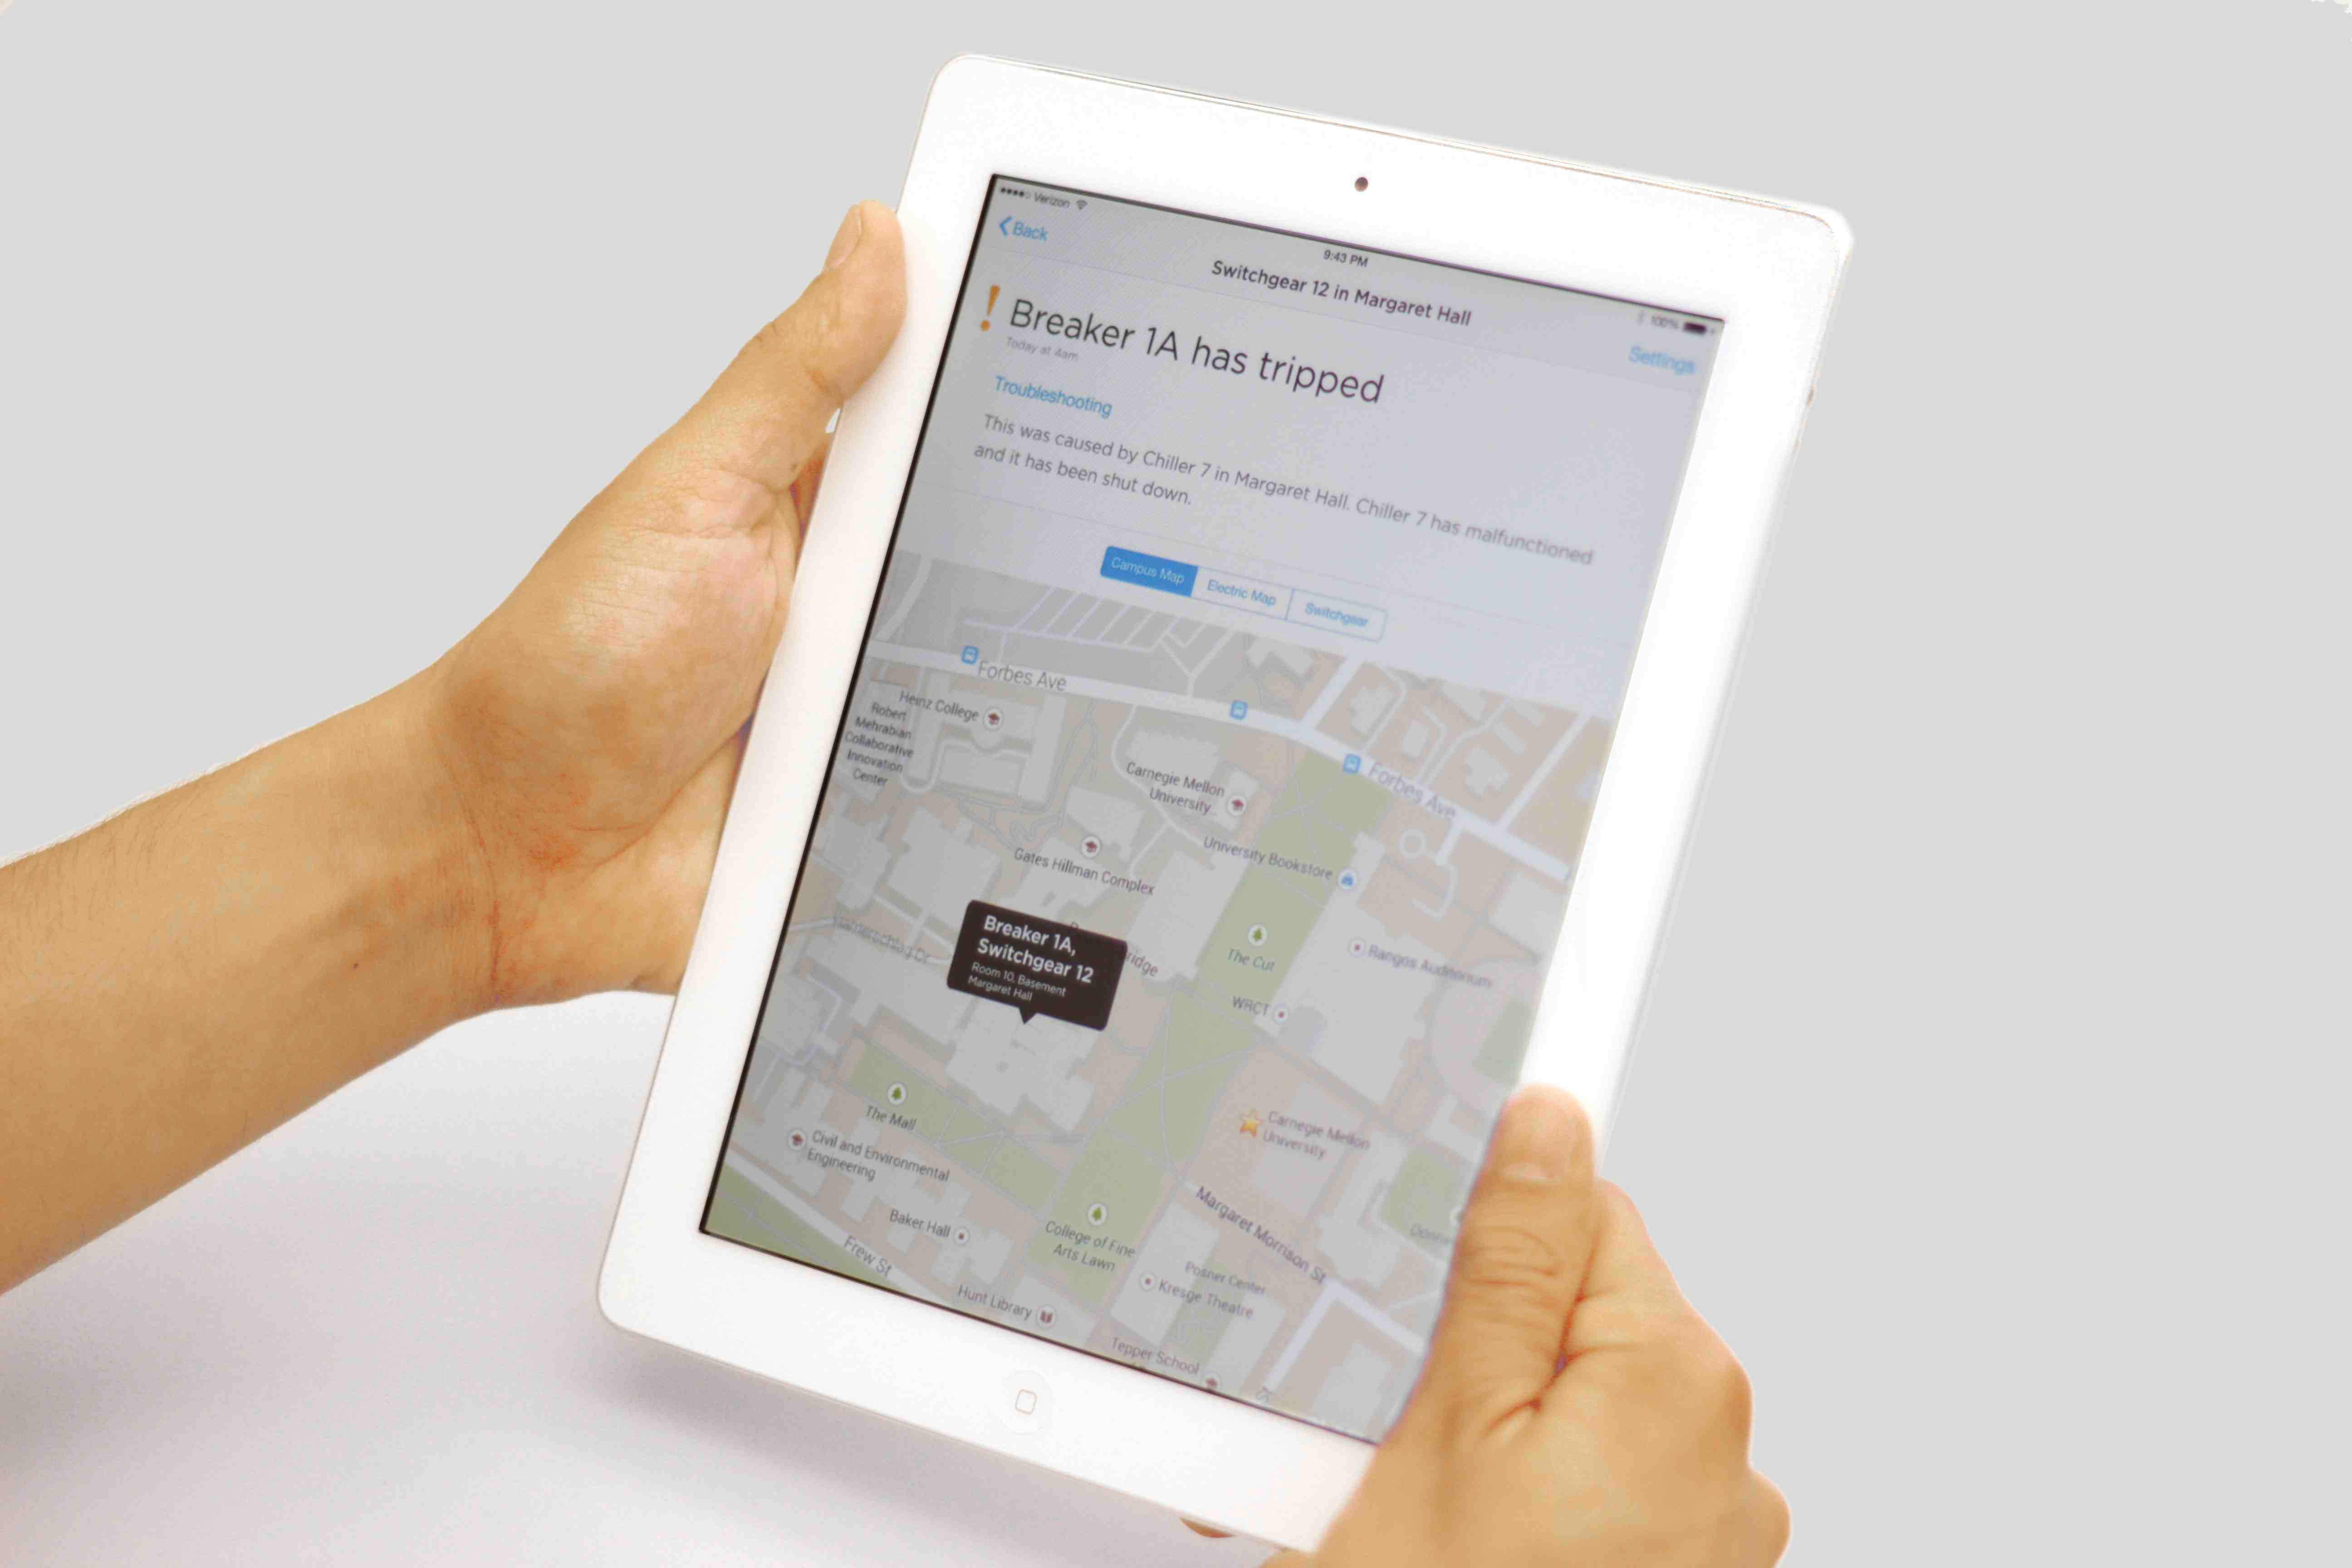 Verizon
9:43 PM
100%
Back
Switchgear 12 in Margaret Hall
Settings
! Breaker 1A has tripped
Today at 4am
Troubleshooting
This was caused by Chiller 7 in Margaret Hall. Chiller 7 has malfunctioned
and it has been shut down.
Campus Map
Electric Map
Switchgear
Forbes Ave
Heinz College
Robert
Mehrabian
Collaborative
Innovation
Center
Carnegie Mellon
University
Forbes Ave
University Bookstore
Gates Hillman Complex
Hamerschlag Dr
Breaker 1A,
Switchgear 12
Room 10, Basement
Margaret Hall
The Cut
Rangos Auditorium
WRCT
The Mall
Carnegie Mellon
University
Civil and Environmental
Engineering
Margaret Morrison St
Baker Hall
College of Fine
Arts Lawn
Frew St
Posner Center
Kresge Theatre
Hunt Library
Tepper School